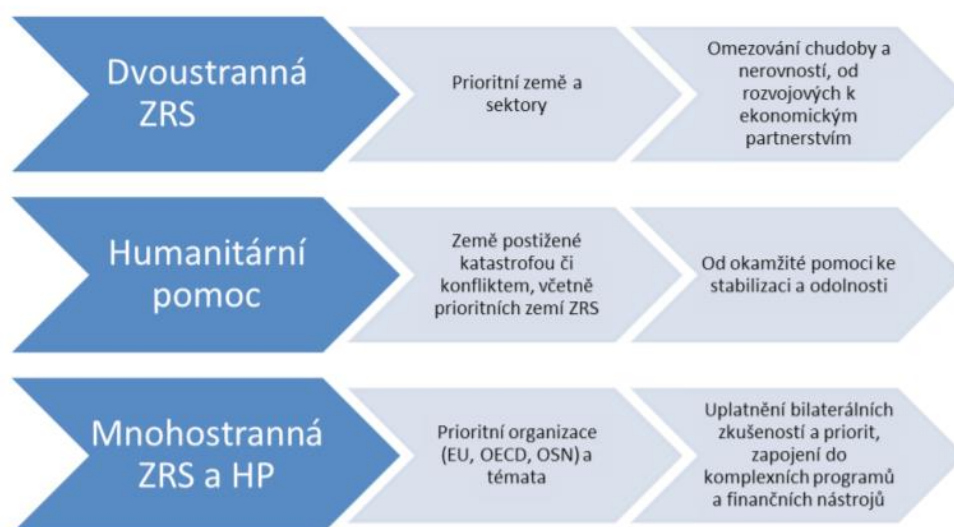 Dvoustranná
ZRS
Prioritní země a
sektory
Omezování chudoby a
nerovností, od
rozvojových k
ekonomickým
partnerstvím
Humanitární
pomoc
Země postižené
katastrofou či
konfliktem, včetně
prioritních zemí ZRS
Od okamžité pomoci ke
stabilizaci a odolnosti
Mnohostranná
ZRS a HP
Prioritní organizace
(EU, OECD, OSN) a
témata
Uplatnění bilaterálních
zkušeností a priorit,
zapojení do
komplexních programů
a finančních nástrojů